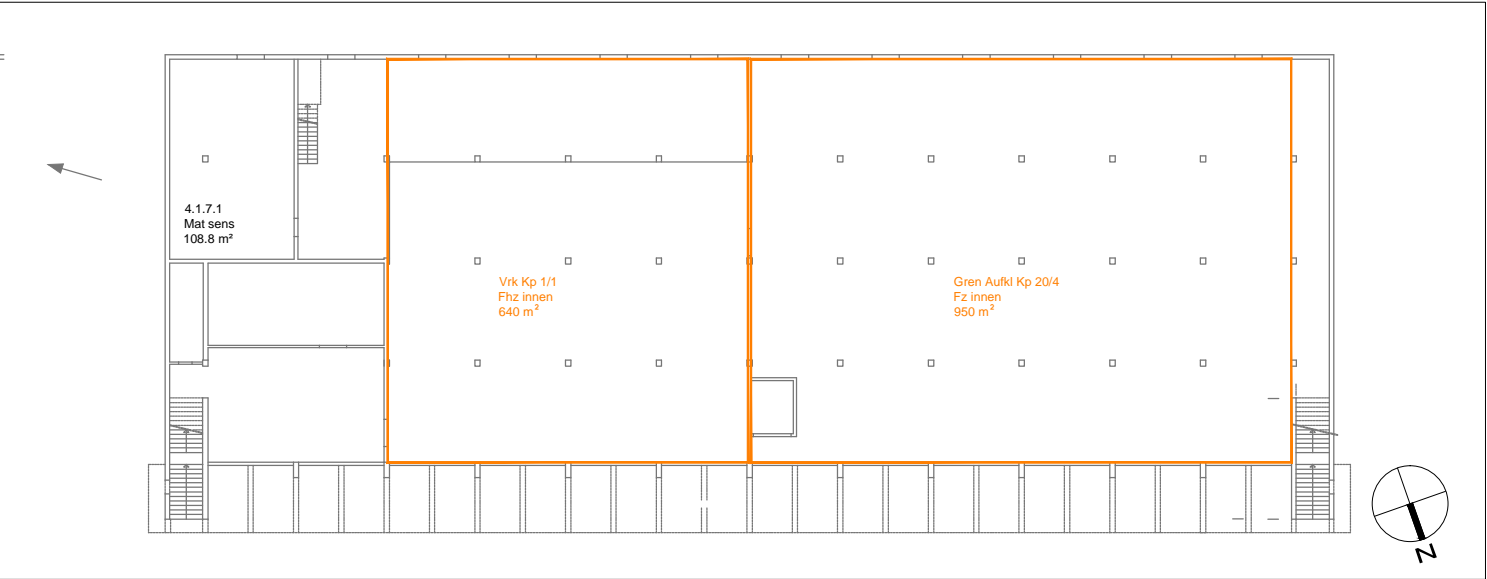 4.1.7.1
Mat sens
108.8 m²
Vrk Kp 1/1
Fhz innen
640 m²
Gren Aufkl Kp 20/4
Fz innen
950 m²
N